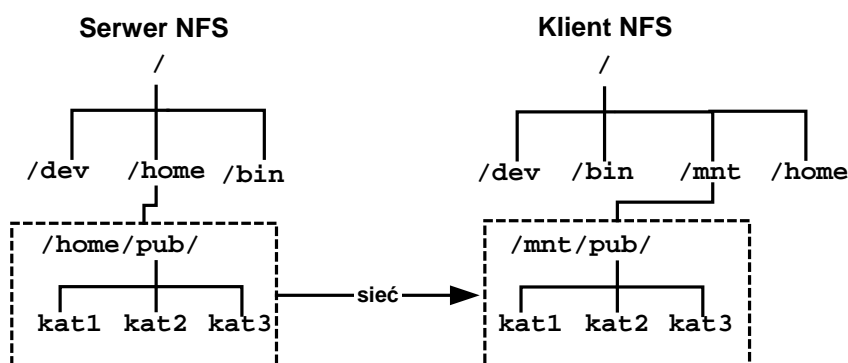 Serwer NFS Klient NFS
/ /
/dev /home /bin /dev /bin /mnt /home
/home/pub/ /mnt/pub/
sieć
kat1 kat2 kat3 kat1 kat2 kat3